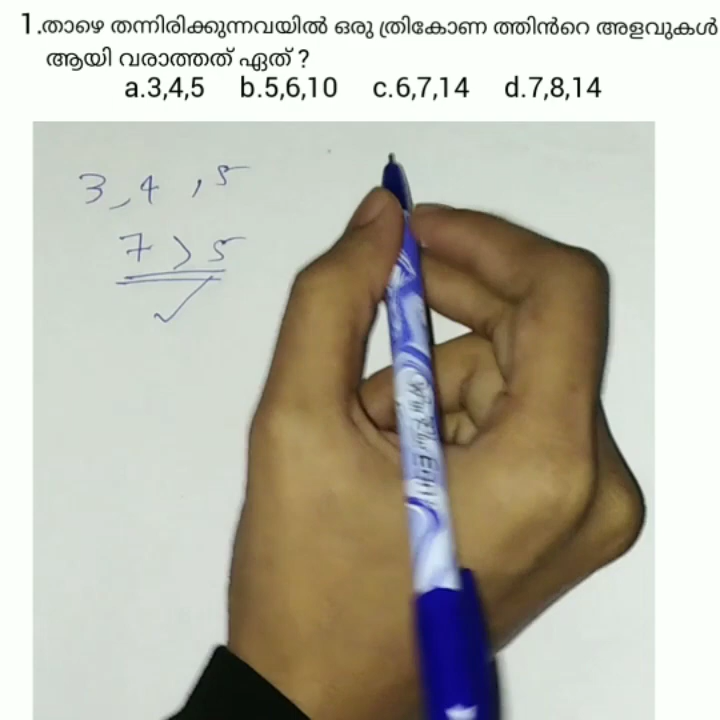 1.താഴെ തന്നിരിക്കുന്നവയിൽ ഒരു ത്രികോണ ത്തിൻറെ അളവുകൾ
ആയി വരാത്തത് ഏത് ?
a.3,4,5 b.5,6,10 c.6,7,14 d.7,8,14
3, 4 , 5
7 > 5